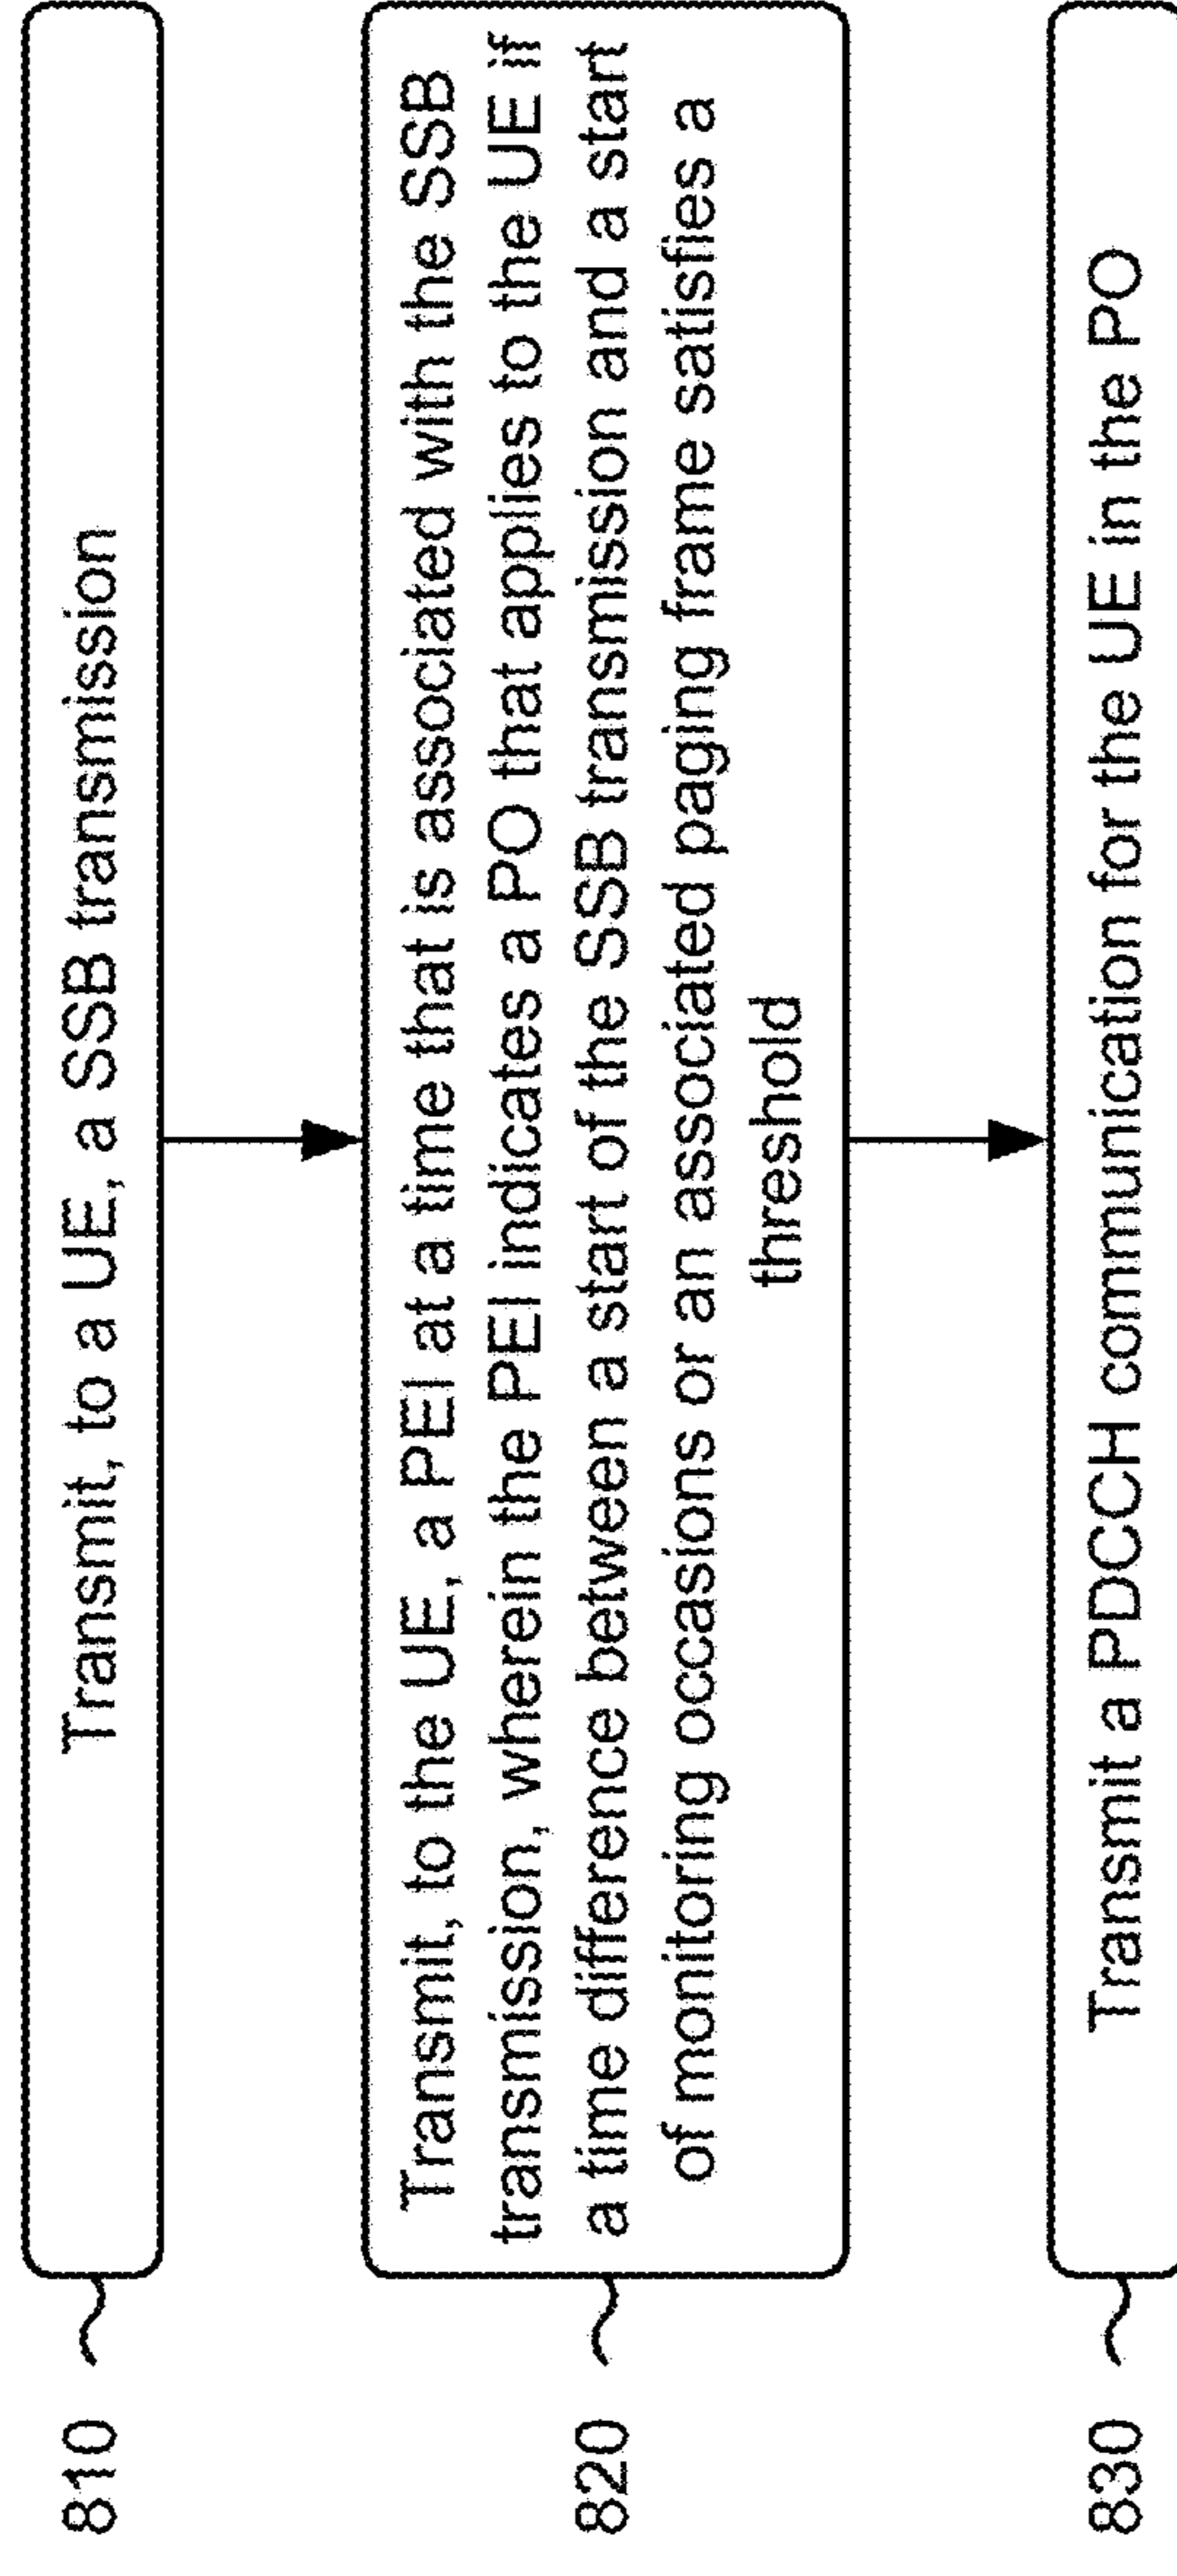 810
Transmit, to a UE, a SSB transmission
820
Transmit, to the UE, a PEI at a time that is associated with the SSB
transmission, wherein the PEI indicates a PO that applies to the UE if
a time difference between a start of the SSB transmission and a start
of monitoring occasions or an associated paging frame satisfies a
threshold
830
Transmit a PDCCH communication for the UE in the PO